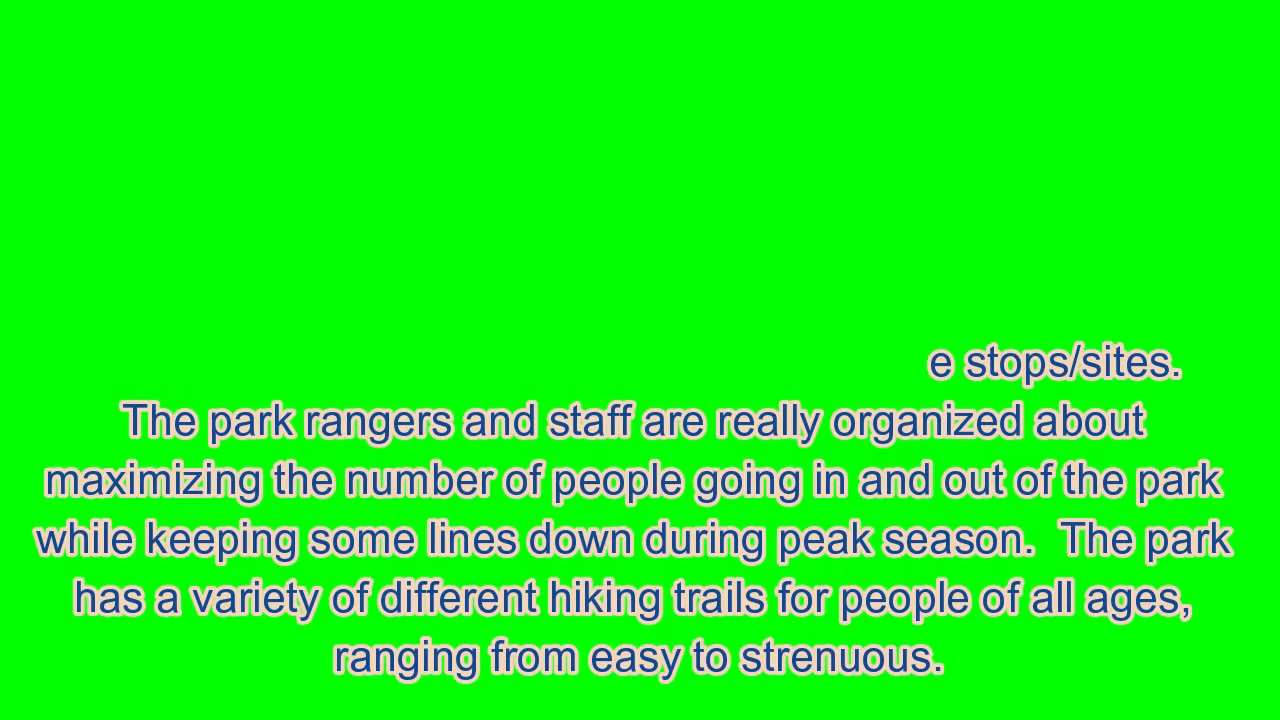 e stops/sites.
The park rangers and staff are really organized about
maximizing the number of people going in and out of the park
while keeping some lines down during peak season.  The park
has a variety of different hiking trails for people of all ages,
ranging from easy to strenuous.